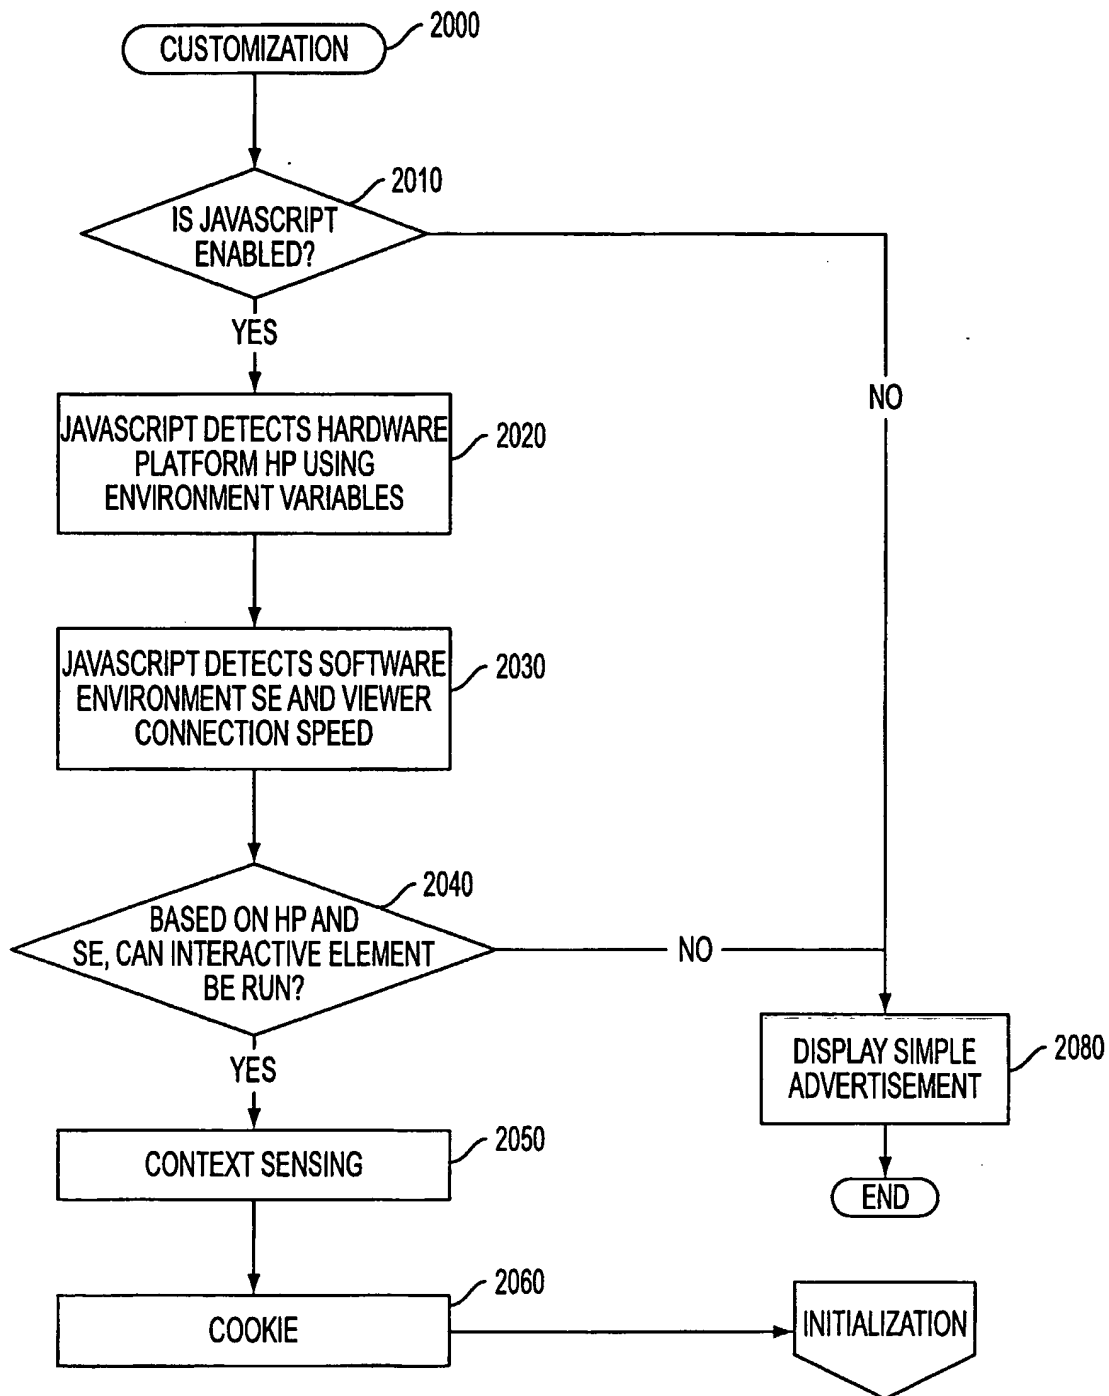 CUSTOMIZATION
2000
IS JAVASCRIPT
ENABLED?
2010
YES
NO
JAVASCRIPT DETECTS HARDWARE
PLATFORM HP USING
ENVIRONMENT VARIABLES
2020
JAVASCRIPT DETECTS SOFTWARE
ENVIRONMENT SE AND VIEWER
CONNECTION SPEED
2030
BASED ON HP AND
SE, CAN INTERACTIVE ELEMENT
BE RUN?
2040
NO
YES
DISPLAY SIMPLE
ADVERTISEMENT
2080
CONTEXT SENSING
2050
END
COOKIE
2060
INITIALIZATION